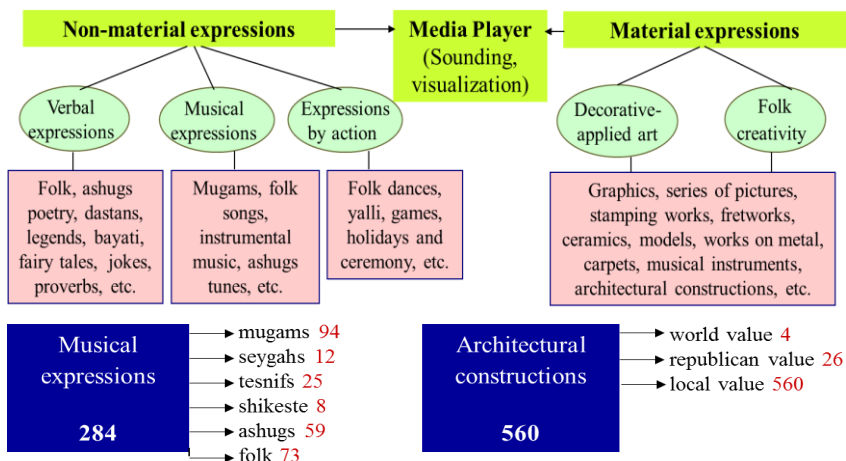 Non-material expressions
Media Player
(Sounding,
visualization)
Material expressions
Verbal
expressions
Musical
expressions
Expressions
by action
Decorative-
applied art
Folk
creativity
Folk, ashugs
poetry, dastans,
legends, bayati,
fairy tales, jokes,
proverbs, etc.
Mugams, folk
songs,
instrumental
music, ashugs
tunes, etc.
Folk dances,
yalli, games,
holidays and
ceremony, etc.
Graphics, series of pictures,
stamping works, fretworks,
ceramics, models, works on metal,
carpets, musical instruments,
architectural constructions, etc.
Musical
expressions
284
mugams 94
seygahs 12
tesnifs 25
shikeste 8
ashugs 59
folk 73
Architectural
constructions
560
world value 4
republican value 26
local value 560